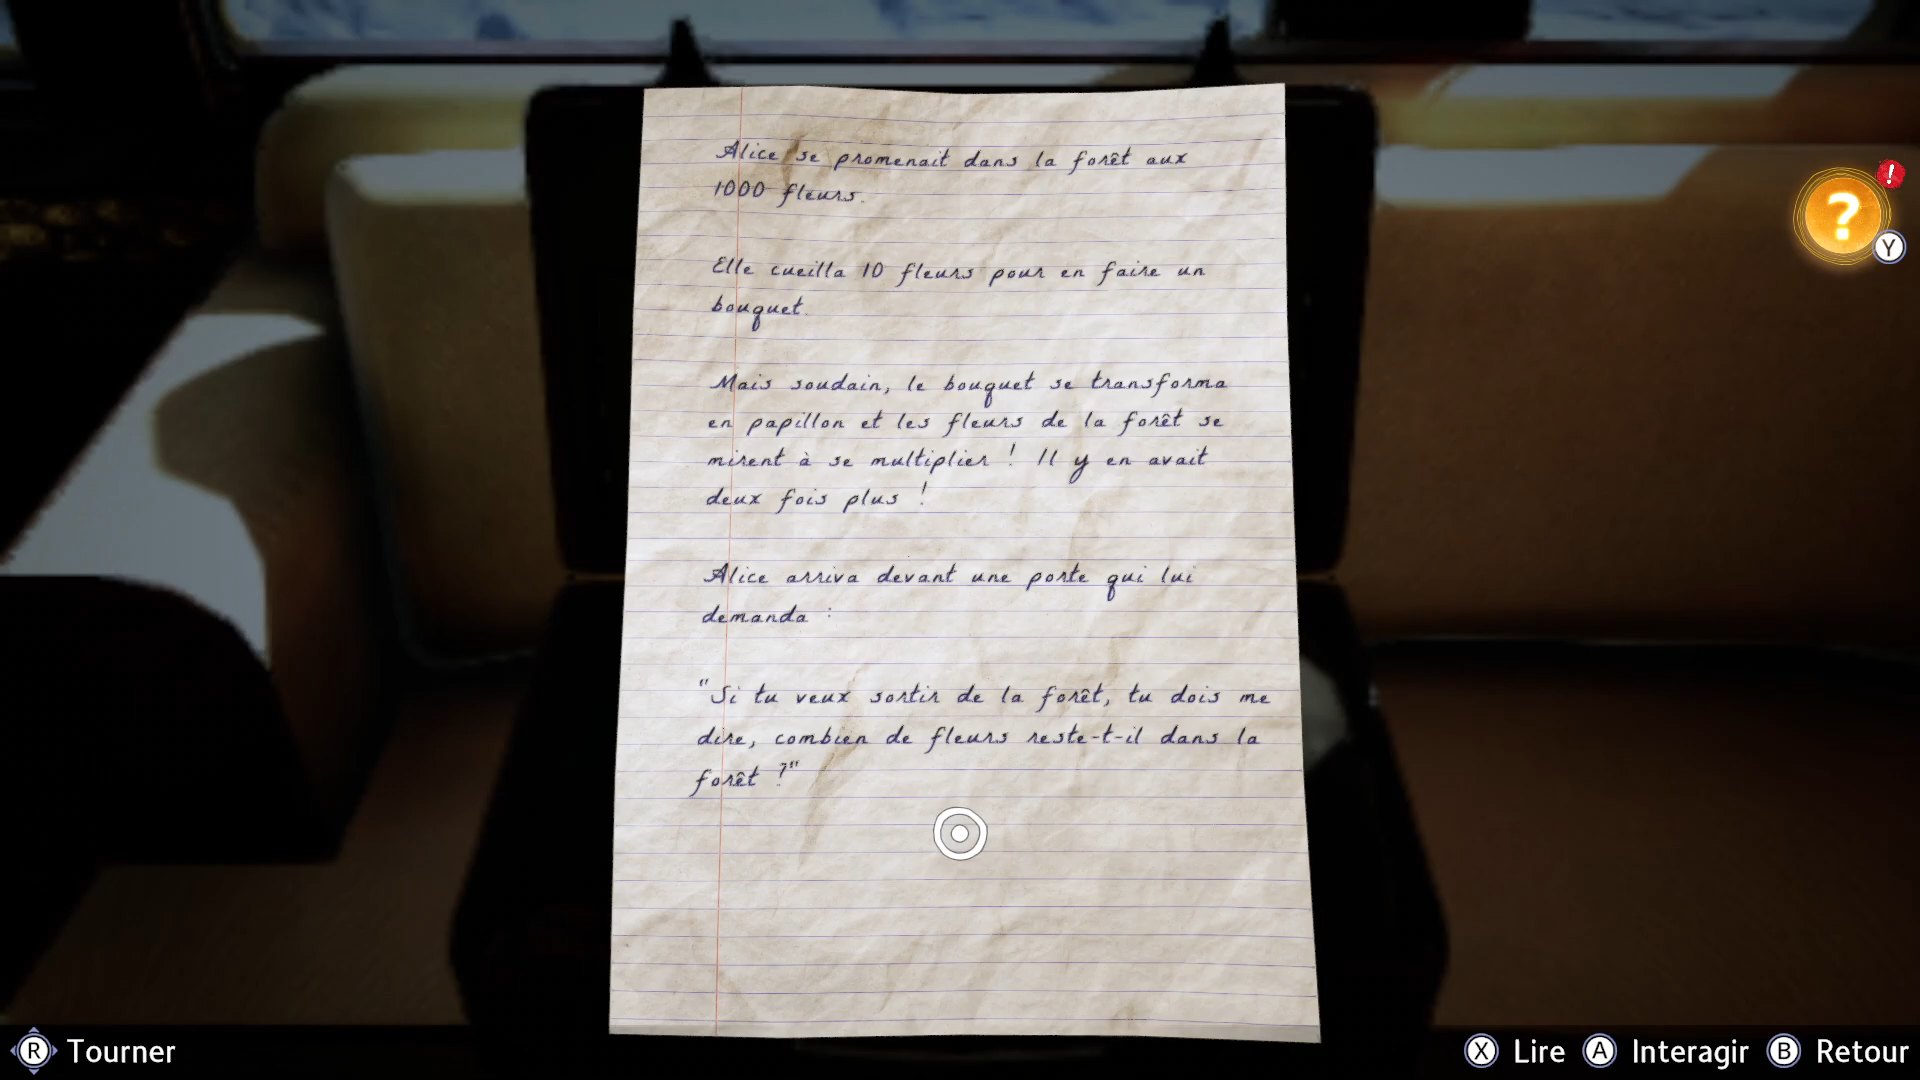 Alice se promenait dans la forêt aux
1000 fleurs.
Elle cueilla 10 fleurs pour en faire un
bouquet.
Mais soudain, le bouquet se transforma
en papillon et les fleurs de la forêt se
mirent à se multiplier ! Il y en avait
deux fois plus !
Alice arriva devant une porte qui lui
demanda :
"Si tu veux sortir de la forêt, tu dois me
dire, combien de fleurs reste-t-il dans la
forêt ?"
!
?
Y
R Tourner
X Lire A Interagir B Retour